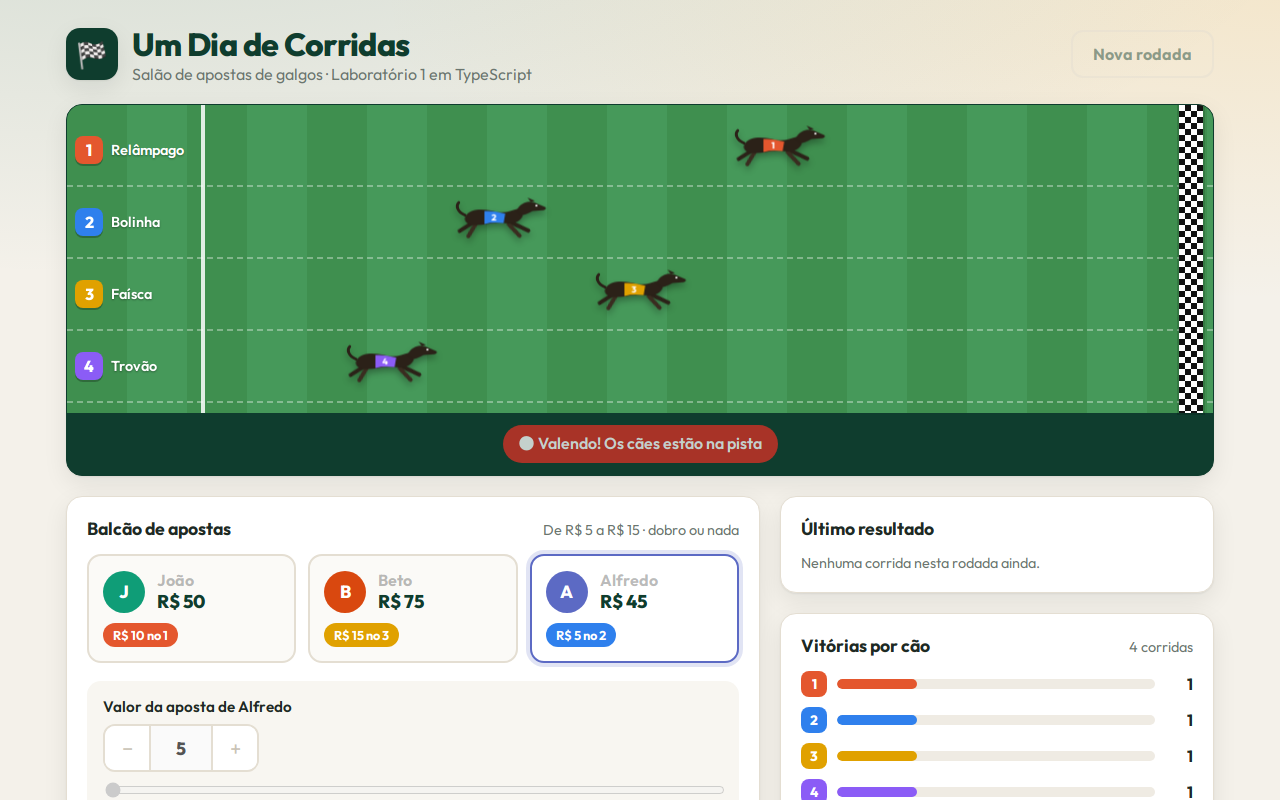 Um Dia de Corridas
Salão de apostas de galgos · Laboratório 1 em TypeScript
Nova rodada
1 Relâmpago
1
2 Bolinha
2
3 Faísca
3
4 Trovão
4
Valendo! Os cães estão na pista
Balcão de apostas
De R$ 5 a R$ 15 · dobro ou nada
J
João
R$ 50
R$ 10 no 1
B
Beto
R$ 75
R$ 15 no 3
A
Alfredo
R$ 45
R$ 5 no 2
Valor da aposta de Alfredo
− 5 +
Último resultado
Nenhuma corrida nesta rodada ainda.
Vitórias por cão
4 corridas
1 1
2 1
3 1
4 1